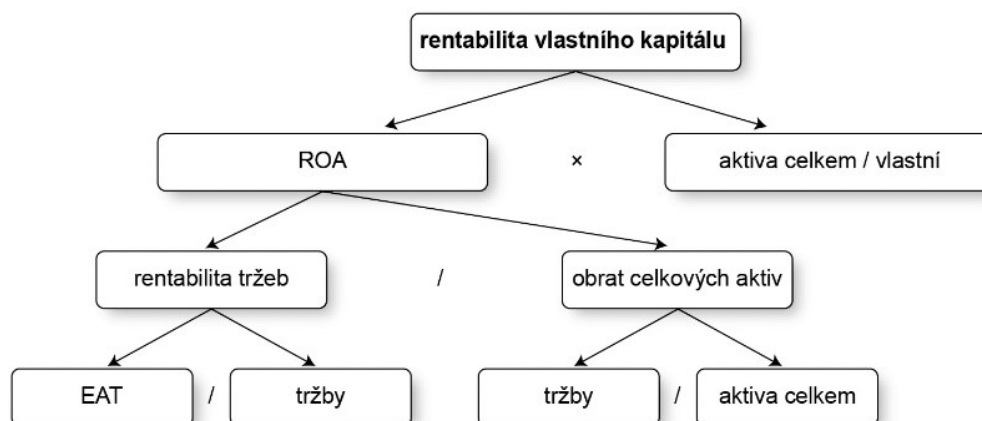 rentabilita vlastního kapitálu
ROA × aktiva celkem / vlastní
rentabilita tržeb / obrat celkových aktiv
EAT / tržby tržby / aktiva celkem